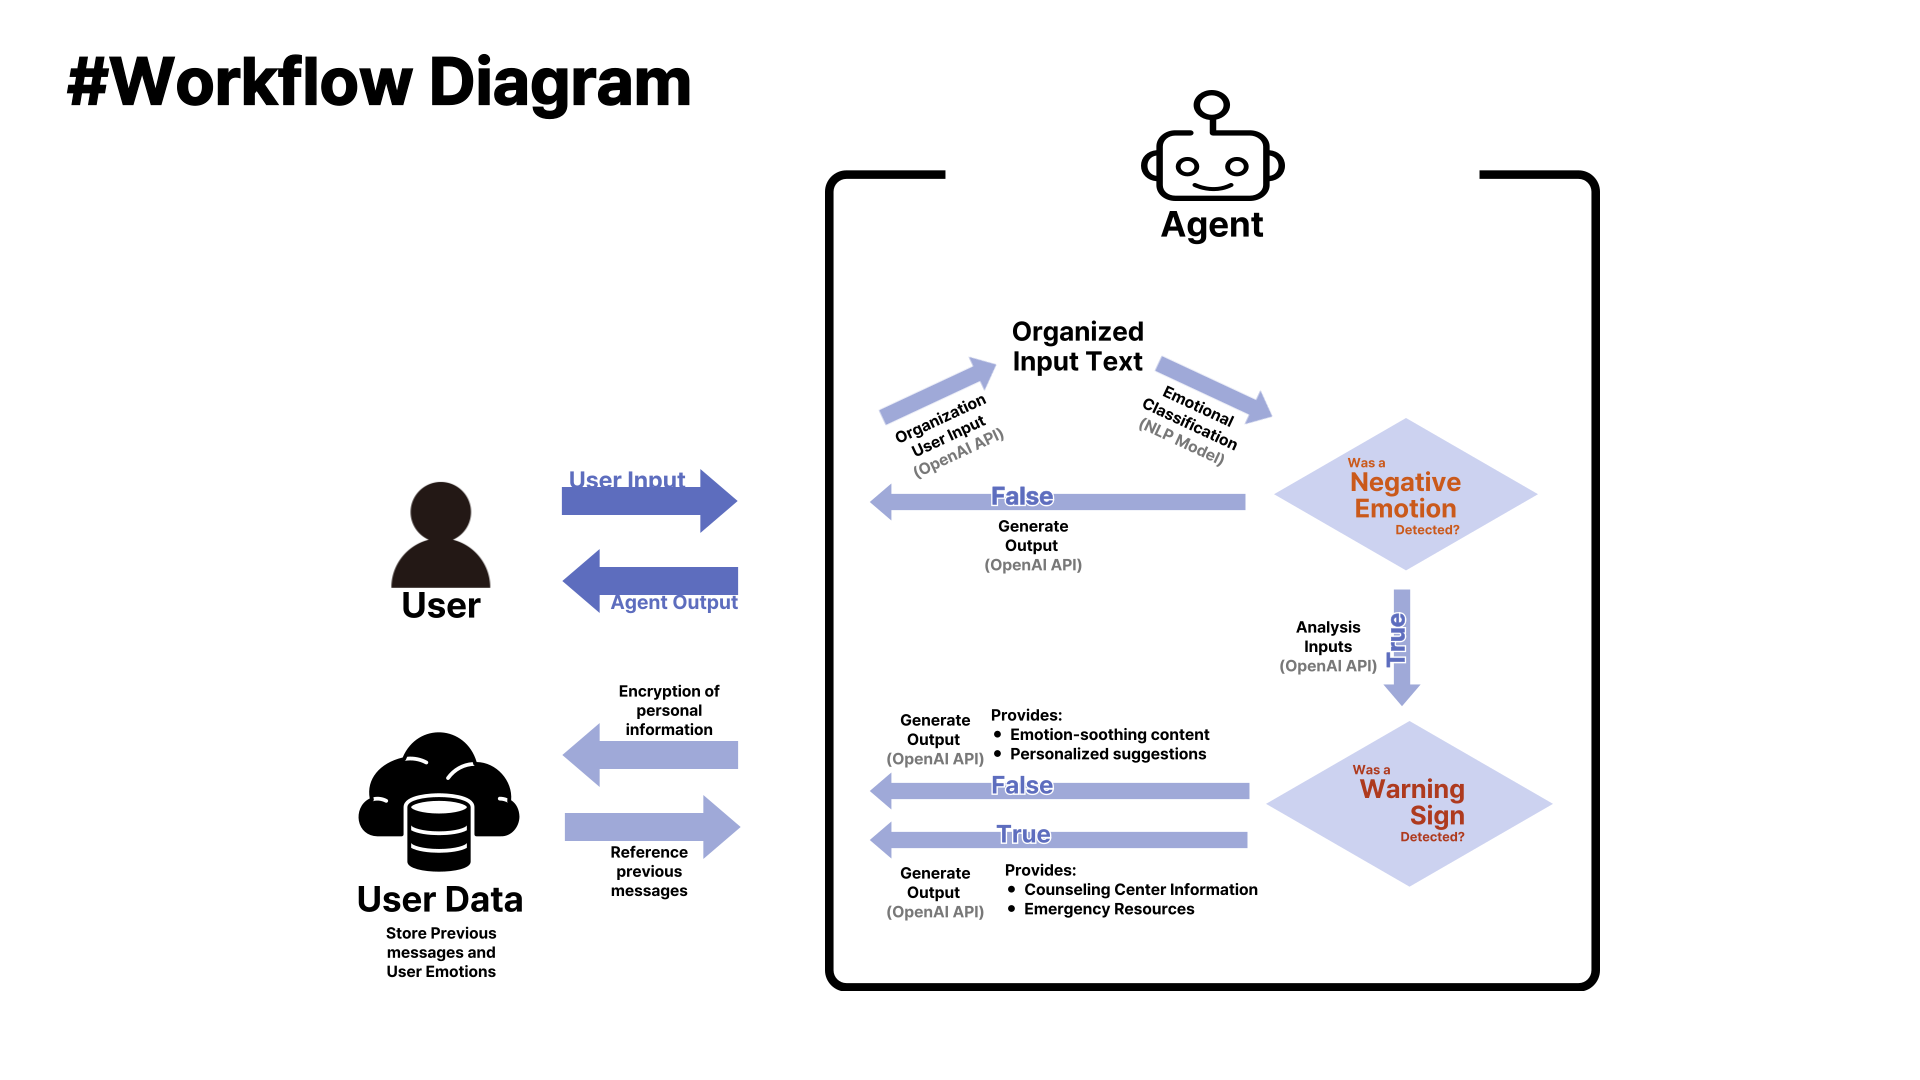 #Workflow Diagram
Agent
Organized
Input Text
Organization
User Input
(OpenAI API)
Emotional
Classification
(NLP Model)
Was a
Negative
Emotion
Detected?
False
Generate
Output
(OpenAI API)
User Input
Agent Output
User
Analysis
Inputs
(OpenAI API)
True
Encryption of
personal
information
Reference
previous
messages
User Data
Store Previous
messages and
User Emotions
Generate
Output
(OpenAI API)
Provides:
• Emotion-soothing content
• Personalized suggestions
False
Was a
Warning
Sign
Detected?
True
Generate
Output
(OpenAI API)
Provides:
• Counseling Center Information
• Emergency Resources